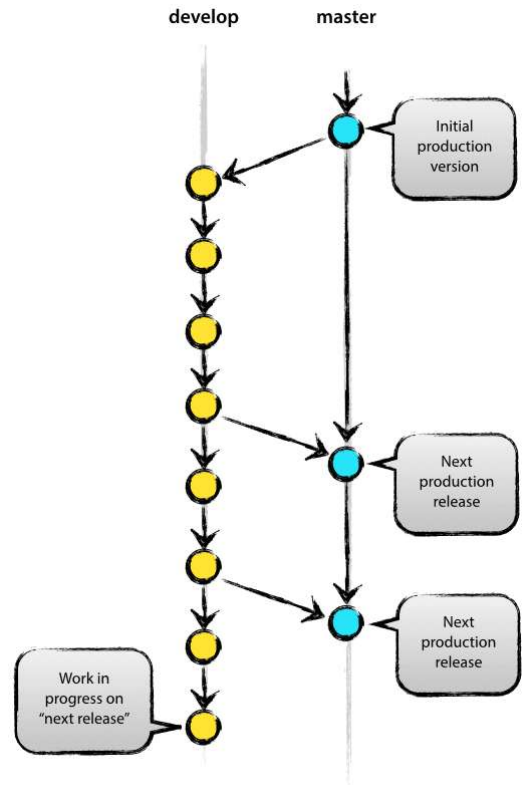 develop
master
Initial
production
version
Next
production
release
Next
production
release
Work in
progress on
“next release”